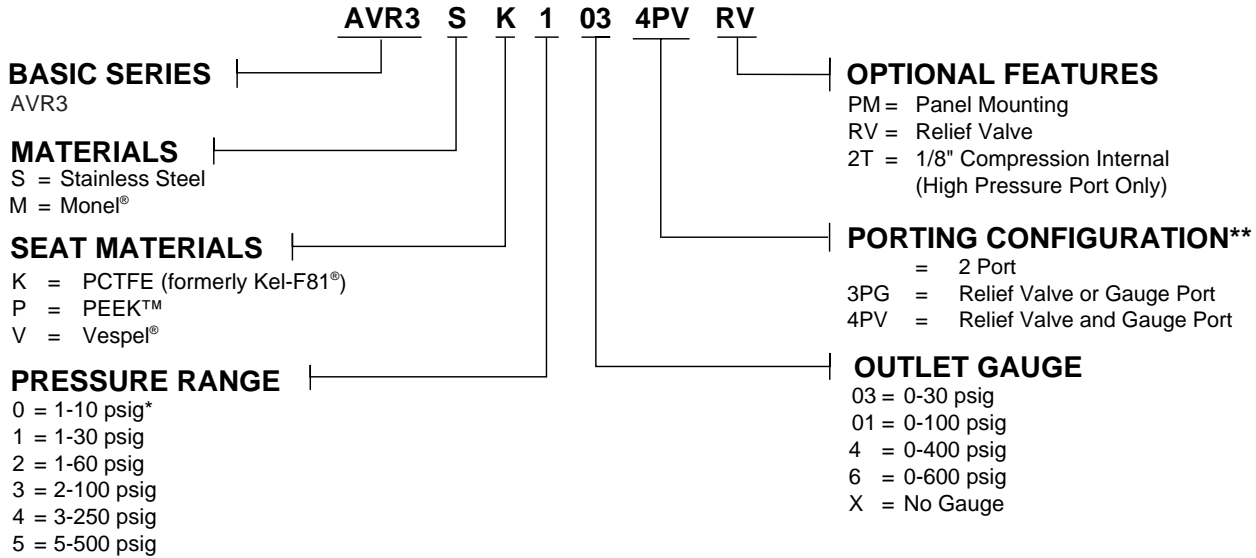 AVR3 S K 1 03 4PV RV
BASIC SERIES
AVR3
MATERIALS
S = Stainless Steel
M = Monel®
SEAT MATERIALS
K = PCTFE (formerly Kel-F81®)
P = PEEK™
V = Vespel®
PRESSURE RANGE
0 = 1-10 psig*
1 = 1-30 psig
2 = 1-60 psig
3 = 2-100 psig
4 = 3-250 psig
5 = 5-500 psig
OPTIONAL FEATURES
PM = Panel Mounting
RV = Relief Valve
2T = 1/8" Compression Internal
(High Pressure Port Only)
PORTING CONFIGURATION**
= 2 Port
3PG = Relief Valve or Gauge Port
4PV = Relief Valve and Gauge Port
OUTLET GAUGE
03 = 0-30 psig
01 = 0-100 psig
4 = 0-400 psig
6 = 0-600 psig
X = No Gauge